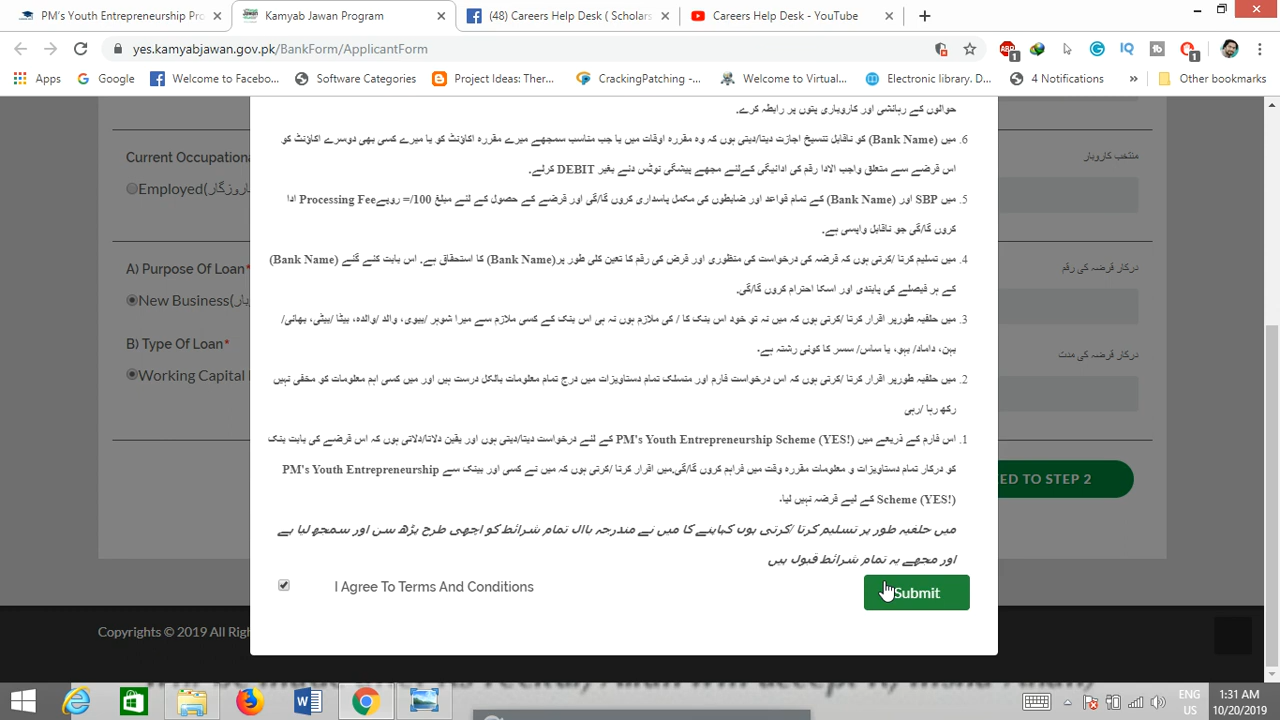 PM's Youth Entrepreneurship Pro
Kamyab Jawan Program
(48) Careers Help Desk ( Scholars
Careers Help Desk - YouTube
yes.kamyabjawan.gov.pk/BankForm/ApplicantForm
Apps
Google
Welcome to Faceboo...
Software Categories
Project Ideas: Ther...
CrackingPatching -...
Welcome to Virtual...
Electronic library. D...
4 Notifications
Other bookmarks
حوالوں کے رہائشی اور کاروباری پتوں پر رابطہ کرے۔
6. میں (Bank Name) کو ناقابل تنسیخ اجازت دیتا/دیتی ہوں کہ وہ مقررہ اوقات میں یا جب مناسب سمجھے میرے مقررہ اکاؤنٹ کو یا میرے کسی بھی دوسرے اکاؤنٹ کو
اس قرضے سے متعلق واجب الادا رقم کی ادائیگی کےلئے مجھے پیشگی نوٹس دئے بغیر DEBIT کرلے۔
5. میں SBP اور (Bank Name) کے تمام قواعد اور ضابطوں کی مکمل پاسداری کروں گا/گی اور قرضے کے حصول کے لئے مبلغ 100/= روپےProcessing Fee ادا
کروں گا/گی جو ناقابل واپسی ہے۔
4. میں تسلیم کرتا /کرتی ہوں کہ قرضہ کی درخواست کی منظوری اور قرض کی رقم کا تعین کلی طور پر(Bank Name) کا استحقاق ہے۔ اس بابت کئے گئے (Bank Name)
کے ہر فیصلے کی پابندی اور اسکا احترام کروں گا/گی۔
3. میں حلفیہ طورپر اقرار کرتا /کرتی ہوں کہ میں نہ تو خود اس بنک کا / کی ملازم ہوں نہ ہی اس بنک کے کسی ملازم سے میرا شوہر /بیوی، والد /والدہ، بیٹا /بیٹی، بھائی/
بہن، داماد/ بہو، یا ساس/ سسر کا کوئی رشتہ ہے۔
2. میں حلفیہ طورپر اقرار کرتا /کرتی ہوں کہ اس درخواست فارم اور منسلک تمام دستاویزات میں درج تمام معلومات بالکل درست ہیں اور میں کسی اہم معلومات کو مخفی نہیں
رکھ رہا /رہی
1. اس فارم کے ذریعے میں PM's Youth Entrepreneurship Scheme (YES!) کے لئے درخواست دیتا/دیتی ہوں اور یقین دلاتا/دلاتی ہوں کہ اس قرضے کی بابت بنک
کو درکار تمام دستاویزات و معلومات مقررہ وقت میں فراہم کروں گا/گی۔میں اقرار کرتا /کرتی ہوں کہ میں نے کسی اور بینک سے PM's Youth Entrepreneurship
Scheme (YES!) کے لیے قرضہ نہیں لیا۔
میں حلفیہ طور پر تسلیم کرتا /کرتی ہوں کہاپنے کا میں نے مندرجہ باال تمام شرائط کو اچھی طرح پڑھ سن اور سمجھ لیا ہے
اور مجھے یہ تمام شرائط قبول ہیں
I Agree To Terms And Conditions
Submit
Current Occupationa
Employed(
A) Purpose Of Loan*
New Business(
B) Type Of Loan*
Working Capital
منتخب کاروبار
درکار قرضہ کی رقم
درکار قرضہ کی مدت
ED TO STEP 2
Copyrights © 2019 All Rig
ENG
US
1:31 AM
10/20/2019